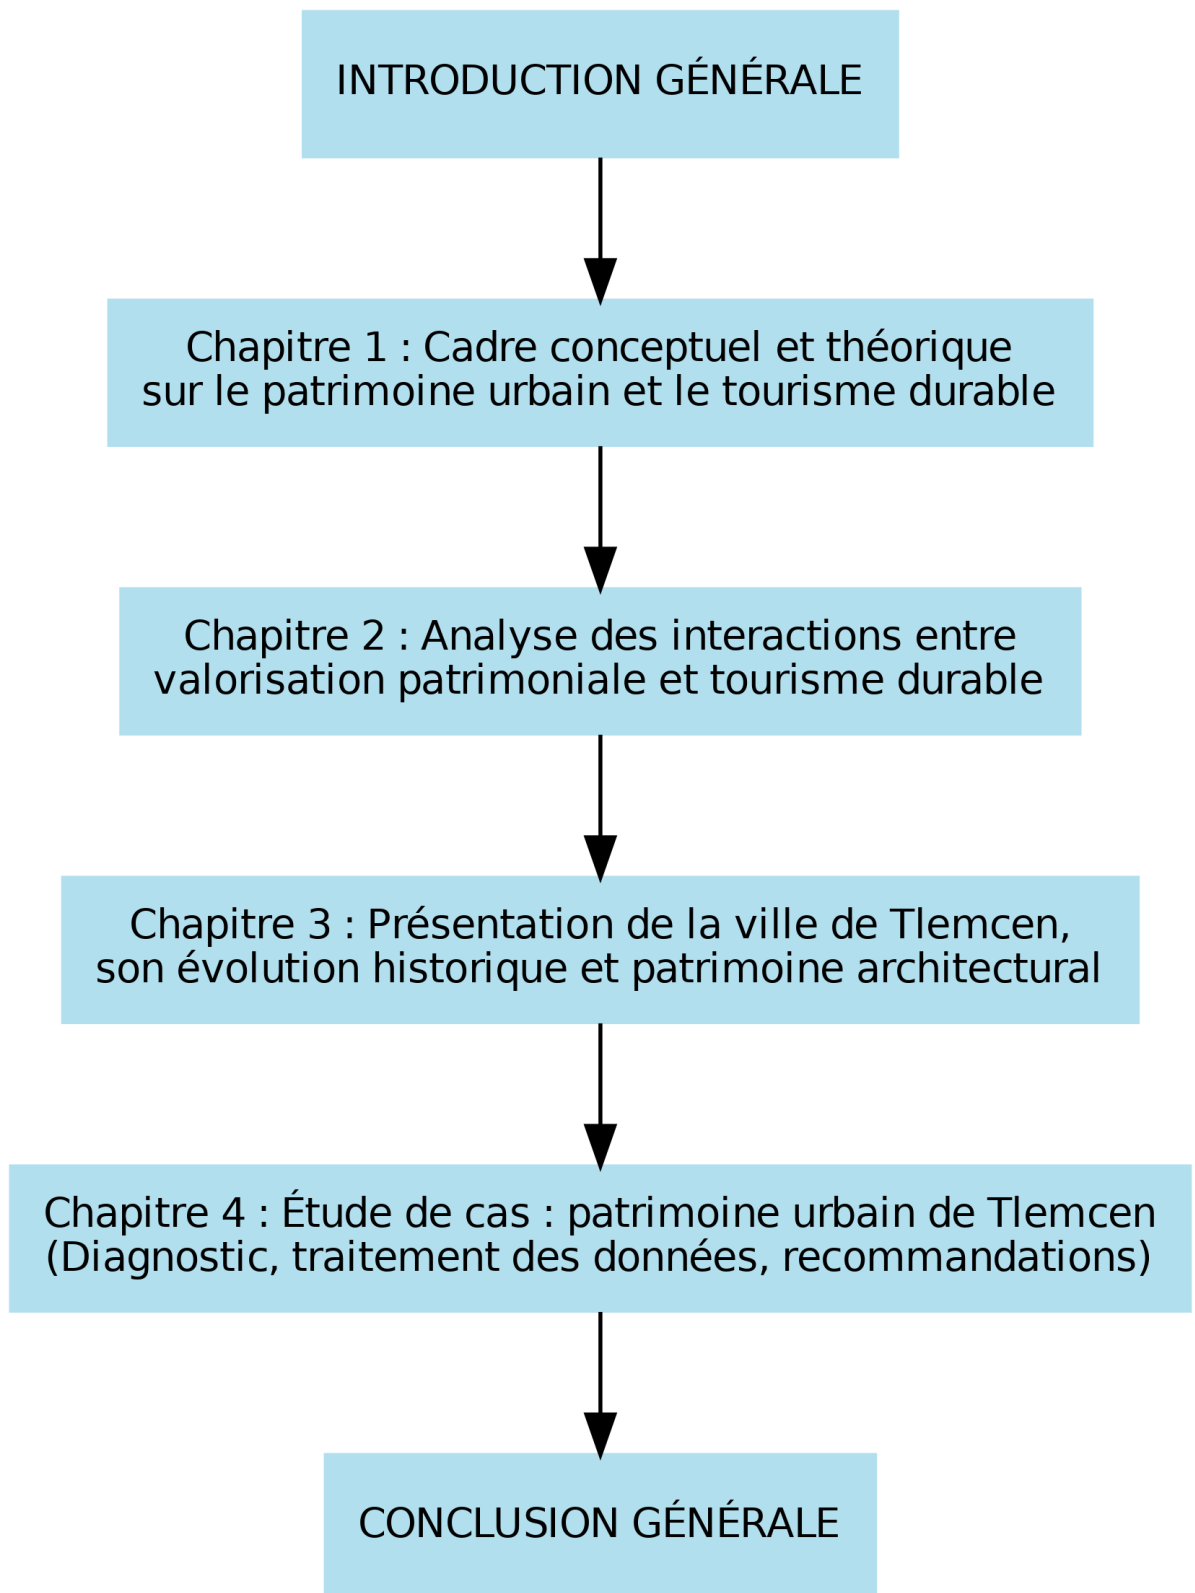 INTRODUCTION GÉNÉRALE
Chapitre 1 : Cadre conceptuel et théorique
sur le patrimoine urbain et le tourisme durable
Chapitre 2 : Analyse des interactions entre
valorisation patrimoniale et tourisme durable
Chapitre 3 : Présentation de la ville de Tlemcen,
son évolution historique et patrimoine architectural
Chapitre 4 : Étude de cas : patrimoine urbain de Tlemcen
(Diagnostic, traitement des données, recommandations)
CONCLUSION GÉNÉRALE